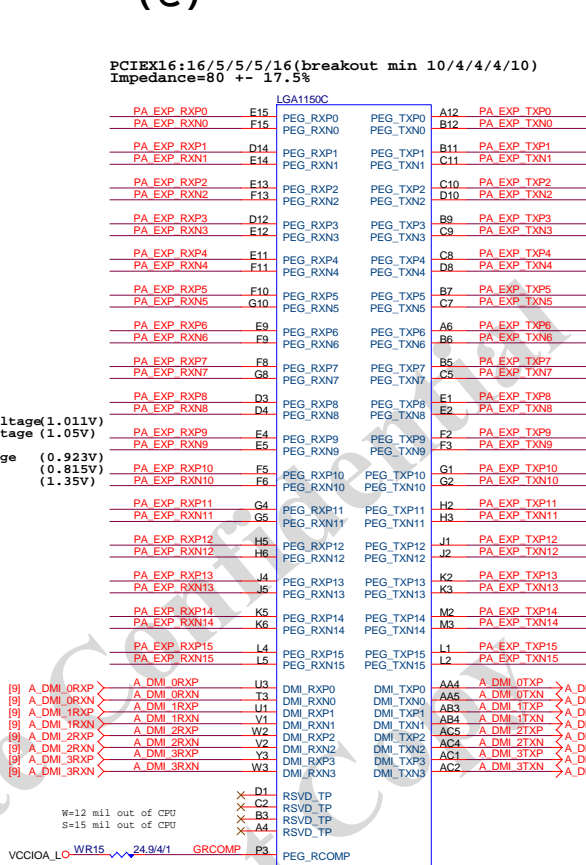 (C)
PCIEX16:16/5/5/5/16(breakout min 10/4/4/4/10)
Impedance=80 +- 17.5%
LGA1150C
PA_EXP_RXP0 E15 PEG_RXP0 PEG_TXP0 A12 PA_EXP_TXP0
PA_EXP_RXN0 F15 PEG_RXN0 PEG_TXN0 B12 PA_EXP_TXN0
PA_EXP_RXP1 D14 PEG_RXP1 PEG_TXP1 B11 PA_EXP_TXP1
PA_EXP_RXN1 E14 PEG_RXN1 PEG_TXN1 C11 PA_EXP_TXN1
PA_EXP_RXP2 E13 PEG_RXP2 PEG_TXP2 C10 PA_EXP_TXP2
PA_EXP_RXN2 F13 PEG_RXN2 PEG_TXN2 D10 PA_EXP_TXN2
PA_EXP_RXP3 D12 PEG_RXP3 PEG_TXP3 B9 PA_EXP_TXP3
PA_EXP_RXN3 E12 PEG_RXN3 PEG_TXN3 C9 PA_EXP_TXN3
PA_EXP_RXP4 E11 PEG_RXP4 PEG_TXP4 C8 PA_EXP_TXP4
PA_EXP_RXN4 F11 PEG_RXN4 PEG_TXN4 D8 PA_EXP_TXN4
PA_EXP_RXP5 F10 PEG_RXP5 PEG_TXP5 B7 PA_EXP_TXP5
PA_EXP_RXN5 G10 PEG_RXN5 PEG_TXN5 C7 PA_EXP_TXN5
PA_EXP_RXP6 E9 PEG_RXP6 PEG_TXP6 A6 PA_EXP_TXP6
PA_EXP_RXN6 F9 PEG_RXN6 PEG_TXN6 B6 PA_EXP_TXN6
PA_EXP_RXP7 F8 PEG_RXP7 PEG_TXP7 B5 PA_EXP_TXP7
PA_EXP_RXN7 G8 PEG_RXN7 PEG_TXN7 C5 PA_EXP_TXN7
PA_EXP_RXP8 D3 PEG_RXP8 PEG_TXP8 E1 PA_EXP_TXP8
PA_EXP_RXN8 D4 PEG_RXN8 PEG_TXN8 E2 PA_EXP_TXN8
ltage(1.011V)
tage (1.05V) PA_EXP_RXP9 E4 PEG_RXP9 PEG_TXP9 F2 PA_EXP_TXP9
PA_EXP_RXN9 E5 PEG_RXN9 PEG_TXN9 F3 PA_EXP_TXN9
ge (0.923V)
(0.815V) PA_EXP_RXP10 F5 PEG_RXP10 PEG_TXP10 G1 PA_EXP_TXP10
(1.35V) PA_EXP_RXN10 F6 PEG_RXN10 PEG_TXN10 G2 PA_EXP_TXN10
PA_EXP_RXP11 G4 PEG_RXP11 PEG_TXP11 H2 PA_EXP_TXP11
PA_EXP_RXN11 G5 PEG_RXN11 PEG_TXN11 H3 PA_EXP_TXN11
PA_EXP_RXP12 H5 PEG_RXP12 PEG_TXP12 J1 PA_EXP_TXP12
PA_EXP_RXN12 H6 PEG_RXN12 PEG_TXN12 J2 PA_EXP_TXN12
PA_EXP_RXP13 J4 PEG_RXP13 PEG_TXP13 K2 PA_EXP_TXP13
PA_EXP_RXN13 J5 PEG_RXN13 PEG_TXN13 K3 PA_EXP_TXN13
PA_EXP_RXP14 K5 PEG_RXP14 PEG_TXP14 M2 PA_EXP_TXP14
PA_EXP_RXN14 K6 PEG_RXN14 PEG_TXN14 M3 PA_EXP_TXN14
PA_EXP_RXP15 L4 PEG_RXP15 PEG_TXP15 L1 PA_EXP_TXP15
PA_EXP_RXN15 L5 PEG_RXN15 PEG_TXN15 L2 PA_EXP_TXN15
[9] A_DMI_0RXP A_DMI_0RXP U3 DMI_RXP0 DMI_TXP0 AA4 A_DMI_0TXP A_D
[9] A_DMI_0RXN A_DMI_0RXN T3 DMI_RXN0 DMI_TXN0 AA5 A_DMI_0TXN A_D
[9] A_DMI_1RXP A_DMI_1RXP U1 DMI_RXP1 DMI_TXP1 AB3 A_DMI_1TXP A_D
[9] A_DMI_1RXN A_DMI_1RXN V1 DMI_RXN1 DMI_TXN1 AB4 A_DMI_1TXN A_D
[9] A_DMI_2RXP A_DMI_2RXP W2 DMI_RXP2 DMI_TXP2 AC5 A_DMI_2TXP A_D
[9] A_DMI_2RXN A_DMI_2RXN V2 DMI_RXN2 DMI_TXN2 AC4 A_DMI_2TXN A_D
[9] A_DMI_3RXP A_DMI_3RXP Y3 DMI_RXP3 DMI_TXP3 AC1 A_DMI_3TXP A_D
[9] A_DMI_3RXN A_DMI_3RXN W3 DMI_RXN3 DMI_TXN3 AC2 A_DMI_3TXN A_D
D1 RSVD_TP
C2 RSVD_TP
W=12 mil out of CPU B3 RSVD_TP
S=15 mil out of CPU A4 RSVD_TP
VCCIOA_L WR15 24.9/4/1 GRCOMP P3 PEG_RCOMP
Confidential
Copy